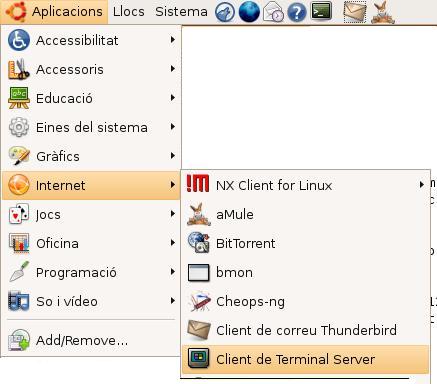 Aplicacions Llocs Sistema
Accessibilitat
Accessoris
Educació
Eines del sistema
Gràfics
Internet
Jocs
Oficina
Programació
So i vídeo
Add/Remove...
NX Client for Linux
aMule
BitTorrent
bmon
Cheops-ng
Client de correu Thunderbird
Client de Terminal Server